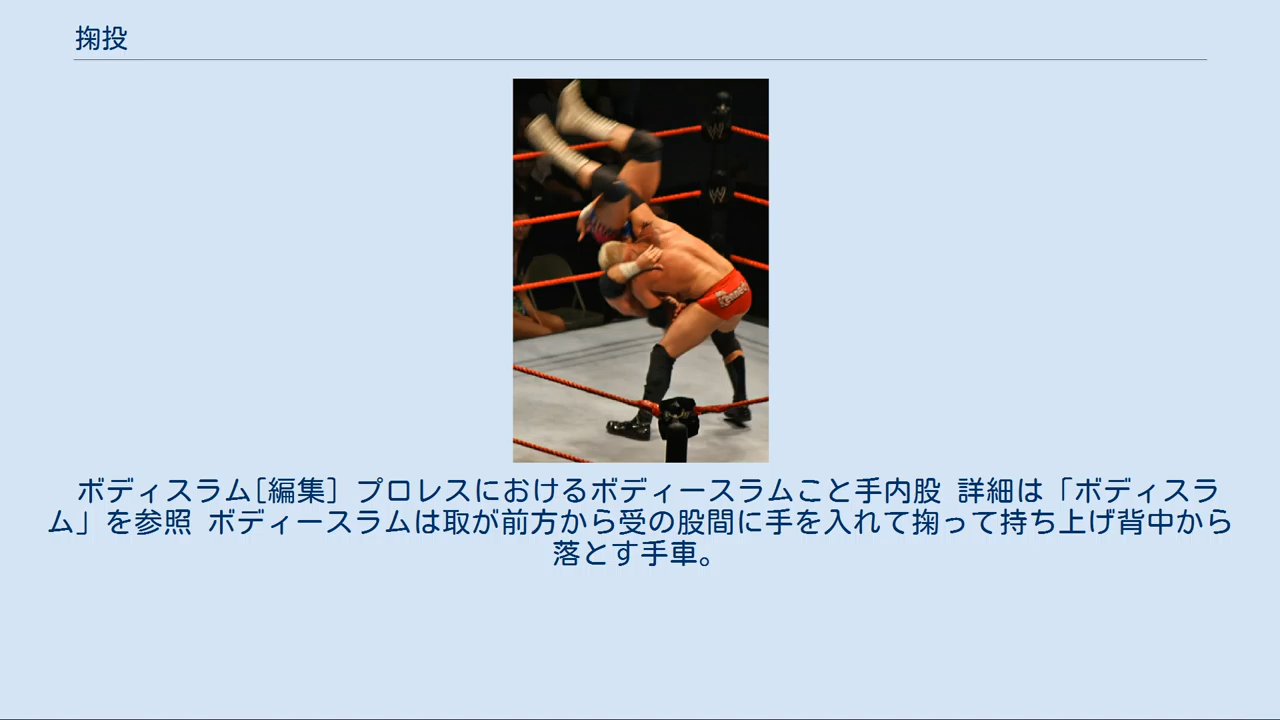 掬投
ボディスラム[編集] プロレスにおけるボディースラムこと手内股 詳細は「ボディスラ
ム」を参照 ボディースラムは取が前方から受の股間に手を入れて掬って持ち上げ背中から
落とす手車。